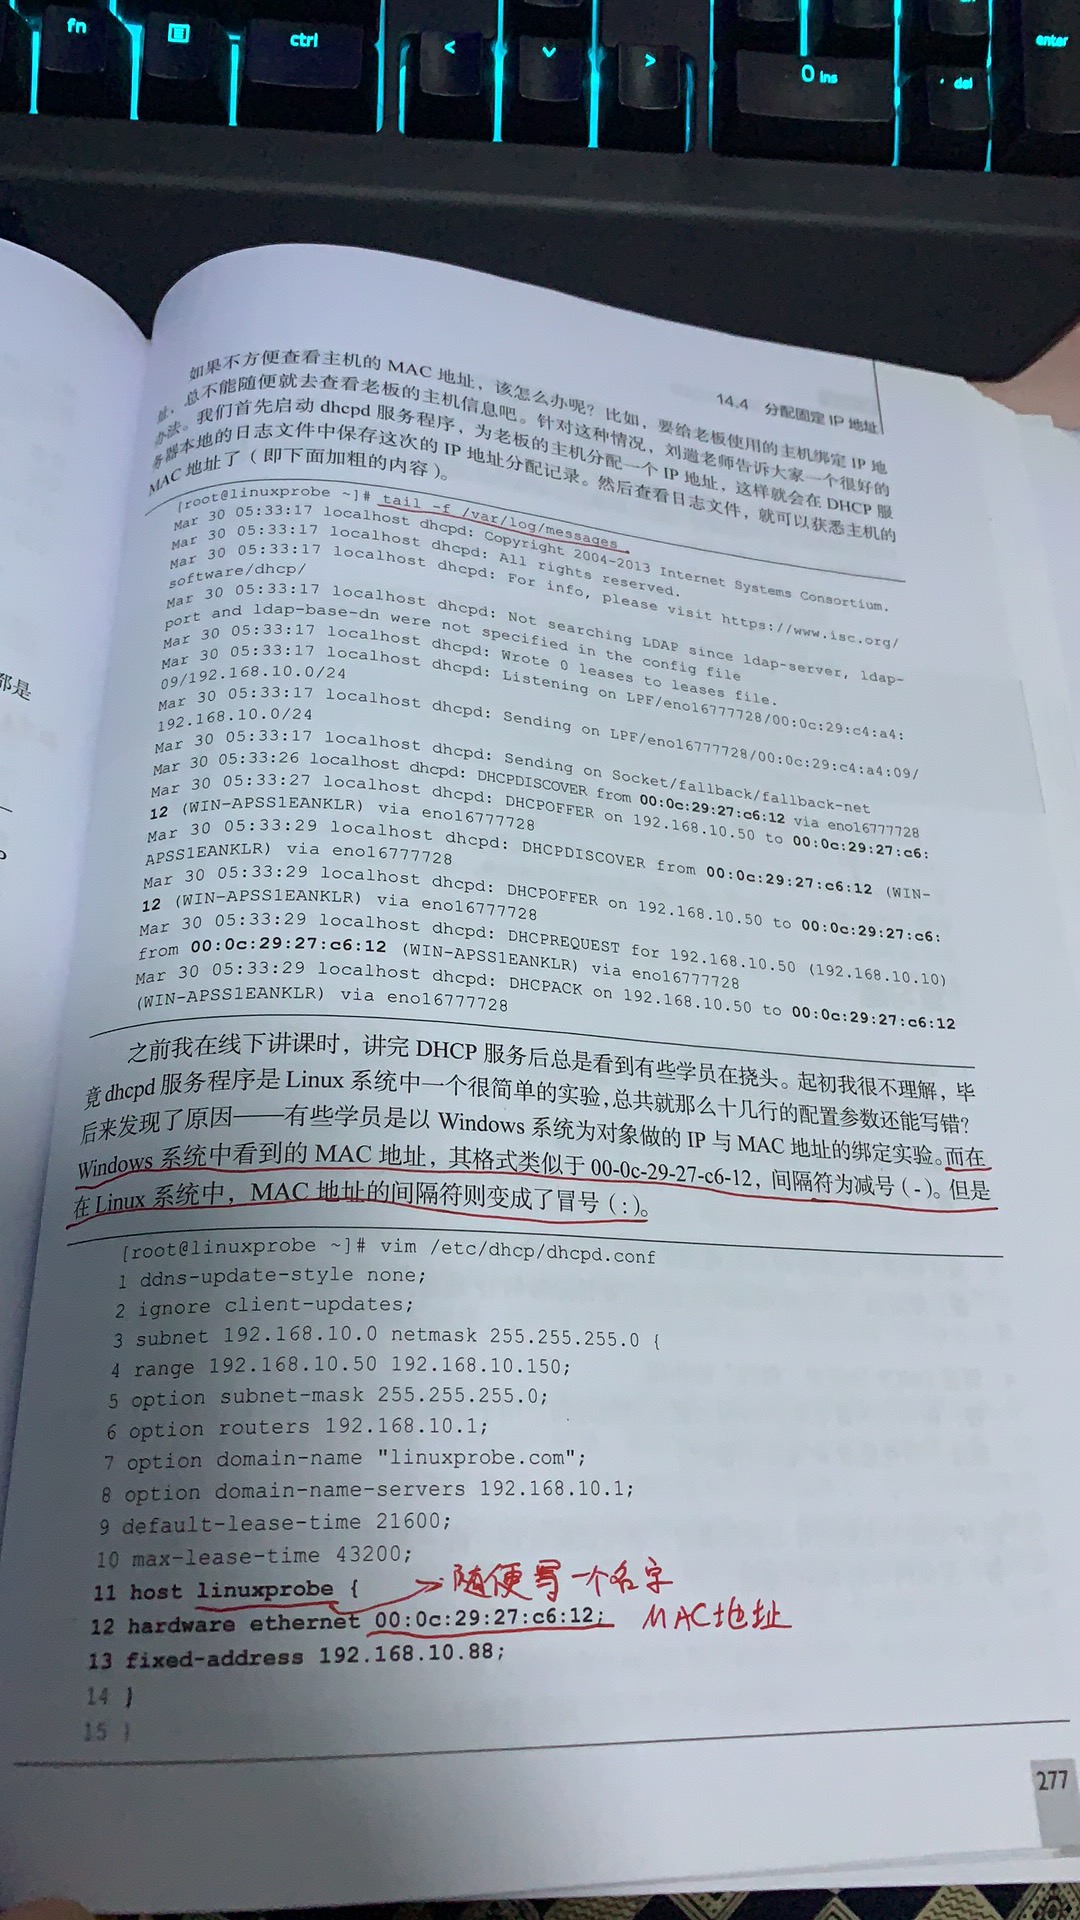 fn
ctrl
<
>
0 Ins
. del
enter
都是
14.4 分配固定 IP 地址
如果不方便查看主机的 MAC 地址，该怎么办呢？比如，要给老板使用的主机绑定 IP 地
址，总不能随便就去查看老板的主机信息吧。针对这种情况，刘遄老师告诉大家一个很好的
办法。我们首先启动 dhcpd 服务程序，为老板的主机分配一个 IP 地址，这样就会在 DHCP 服
务器本地的日志文件中保存这次的 IP 地址分配记录。然后查看日志文件，就可以获悉主机的
MAC 地址了（即下面加粗的内容）。
[root@linuxprobe ~]# tail -f /var/log/messages
Mar 30 05:33:17 localhost dhcpd: Copyright 2004-2013 Internet Systems Consortium.
Mar 30 05:33:17 localhost dhcpd: All rights reserved.
Mar 30 05:33:17 localhost dhcpd: For info, please visit https://www.isc.org/
software/dhcp/
Mar 30 05:33:17 localhost dhcpd: Not searching LDAP since ldap-server, ldap-
port and ldap-base-dn were not specified in the config file
Mar 30 05:33:17 localhost dhcpd: Wrote 0 leases to leases file.
Mar 30 05:33:17 localhost dhcpd: Listening on LPF/eno16777728/00:0c:29:c4:a4:
09/192.168.10.0/24
Mar 30 05:33:17 localhost dhcpd: Sending on LPF/eno16777728/00:0c:29:c4:a4:09/
192.168.10.0/24
Mar 30 05:33:17 localhost dhcpd: Sending on Socket/fallback/fallback-net
Mar 30 05:33:26 localhost dhcpd: DHCPDISCOVER from 00:0c:29:27:c6:12 via eno16777728
Mar 30 05:33:27 localhost dhcpd: DHCPOFFER on 192.168.10.50 to 00:0c:29:27:c6:
12 (WIN-APSS1EANKLR) via eno16777728
Mar 30 05:33:29 localhost dhcpd: DHCPDISCOVER from 00:0c:29:27:c6:12 (WIN-
APSS1EANKLR) via eno16777728
Mar 30 05:33:29 localhost dhcpd: DHCPOFFER on 192.168.10.50 to 00:0c:29:27:c6:
12 (WIN-APSS1EANKLR) via eno16777728
Mar 30 05:33:29 localhost dhcpd: DHCPREQUEST for 192.168.10.50 (192.168.10.10)
from 00:0c:29:27:c6:12 (WIN-APSS1EANKLR) via eno16777728
Mar 30 05:33:29 localhost dhcpd: DHCPACK on 192.168.10.50 to 00:0c:29:27:c6:12
(WIN-APSS1EANKLR) via eno16777728
之前我在线下讲课时，讲完 DHCP 服务后总是看到有些学员在挠头。起初我很不理解，毕
竟 dhcpd 服务程序是 Linux 系统中一个很简单的实验，总共就那么十几行的配置参数还能写错？
后来发现了原因——有些学员是以 Windows 系统为对象做的 IP 与 MAC 地址的绑定实验。而在
Windows 系统中看到的 MAC 地址，其格式类似于 00-0c-29-27-c6-12，间隔符为减号（-）。但是
在 Linux 系统中，MAC 地址的间隔符则变成了冒号（:）。
[root@linuxprobe ~]# vim /etc/dhcp/dhcpd.conf
1 ddns-update-style none;
2 ignore client-updates;
3 subnet 192.168.10.0 netmask 255.255.255.0 {
4 range 192.168.10.50 192.168.10.150;
5 option subnet-mask 255.255.255.0;
6 option routers 192.168.10.1;
7 option domain-name "linuxprobe.com";
8 option domain-name-servers 192.168.10.1;
9 default-lease-time 21600;
10 max-lease-time 43200;
11 host linuxprobe { 随便写一个名字
12 hardware ethernet 00:0c:29:27:c6:12; MAC地址
13 fixed-address 192.168.10.88;
14 }
15 }
277